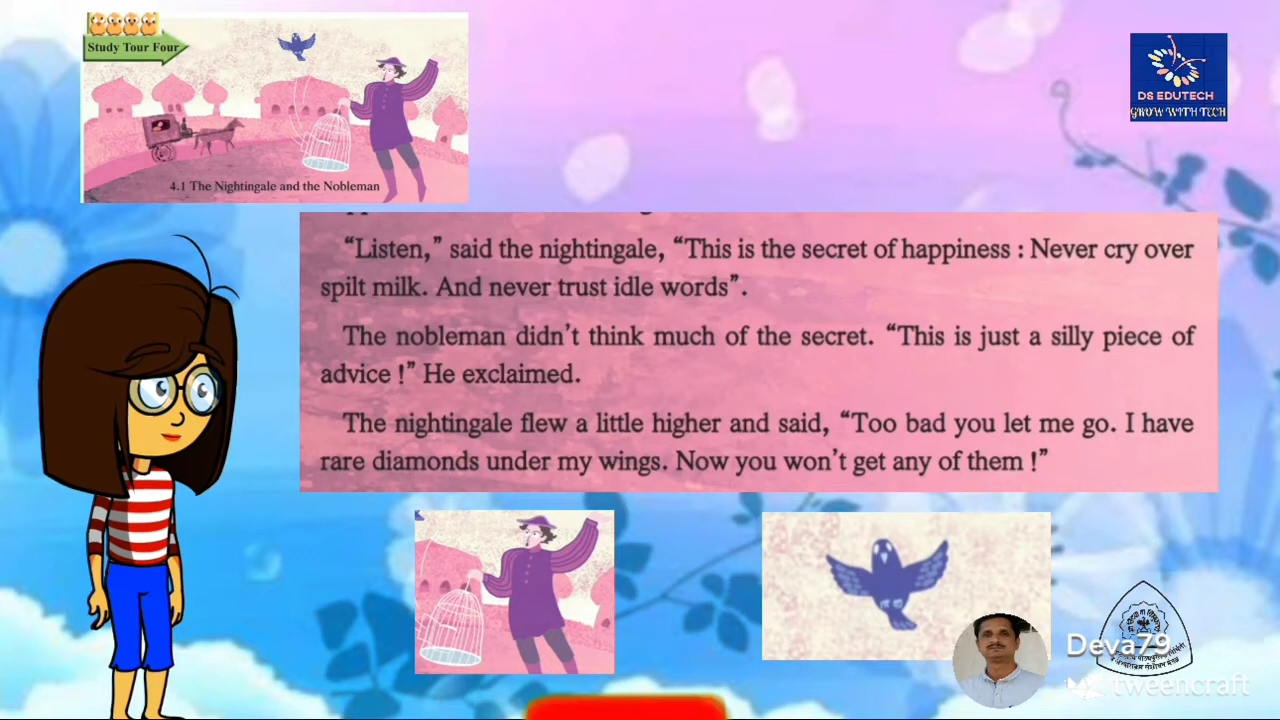 Study Tour Four
4.1 The Nightingale and the Nobleman
DS EDUTECH
GROW WITH TECH
“Listen,” said the nightingale, “This is the secret of happiness : Never cry over
spilt milk. And never trust idle words”.
The nobleman didn’t think much of the secret. “This is just a silly piece of
advice !” He exclaimed.
The nightingale flew a little higher and said, “Too bad you let me go. I have
rare diamonds under my wings. Now you won’t get any of them !”
Deva79
tweencraft